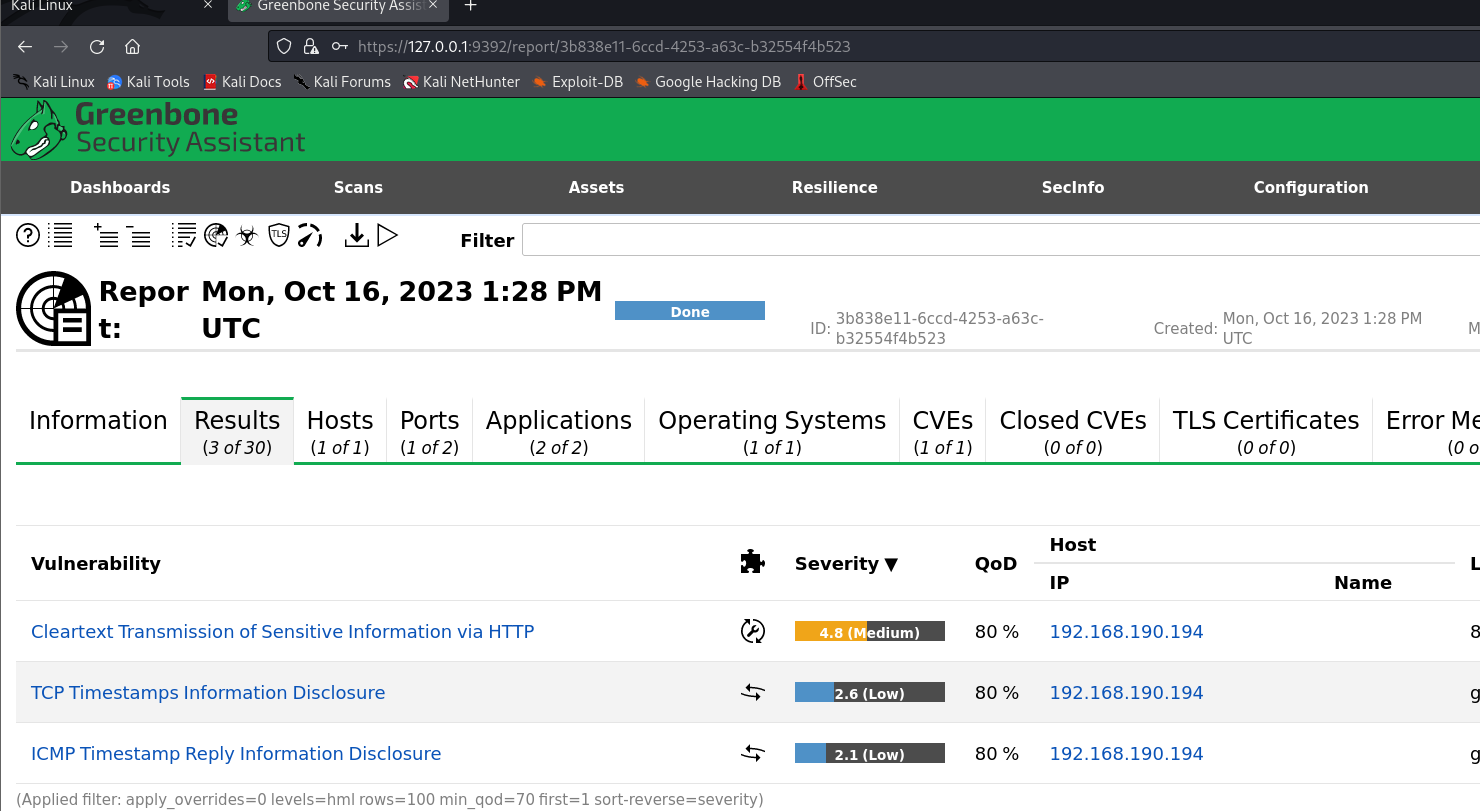 Kali Linux
Greenbone Security Assis
https://127.0.0.1:9392/report/3b838e11-6ccd-4253-a63c-b32554f4b523
Kali Linux Kali Tools Kali Docs Kali Forums Kali NetHunter Exploit-DB Google Hacking DB OffSec
Greenbone
Security Assistant
Dashboards Scans Assets Resilience SecInfo Configuration
TLS
Filter
Repor Mon, Oct 16, 2023 1:28 PM
t: UTC
Done
ID: 3b838e11-6ccd-4253-a63c-
b32554f4b523
Created: Mon, Oct 16, 2023 1:28 PM
UTC
M
Information Results Hosts Ports Applications Operating Systems CVEs Closed CVEs TLS Certificates Error Me
(3 of 30) (1 of 1) (1 of 2) (2 of 2) (1 of 1) (1 of 1) (0 of 0) (0 of 0) (0 o
Host
Vulnerability Severity ▼ QoD L
IP Name
Cleartext Transmission of Sensitive Information via HTTP 4.8 (Medium) 80 % 192.168.190.194 8
TCP Timestamps Information Disclosure 2.6 (Low) 80 % 192.168.190.194 g
ICMP Timestamp Reply Information Disclosure 2.1 (Low) 80 % 192.168.190.194 g
(Applied filter: apply_overrides=0 levels=hml rows=100 min_qod=70 first=1 sort-reverse=severity)